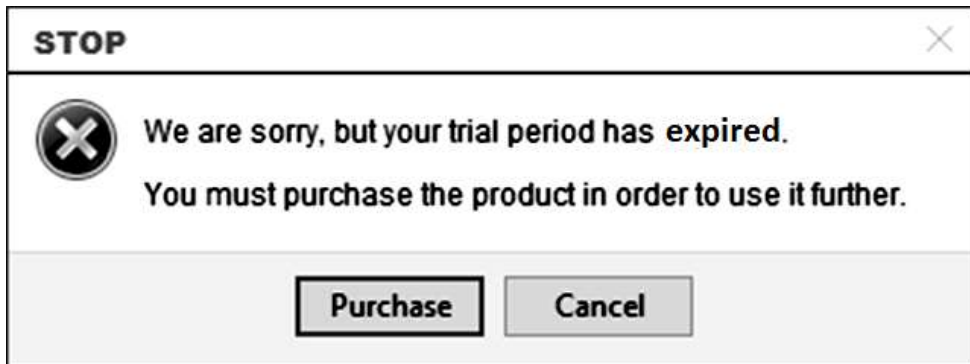 STOP
We are sorry, but your trial period has expired.
You must purchase the product in order to use it further.
Purchase Cancel